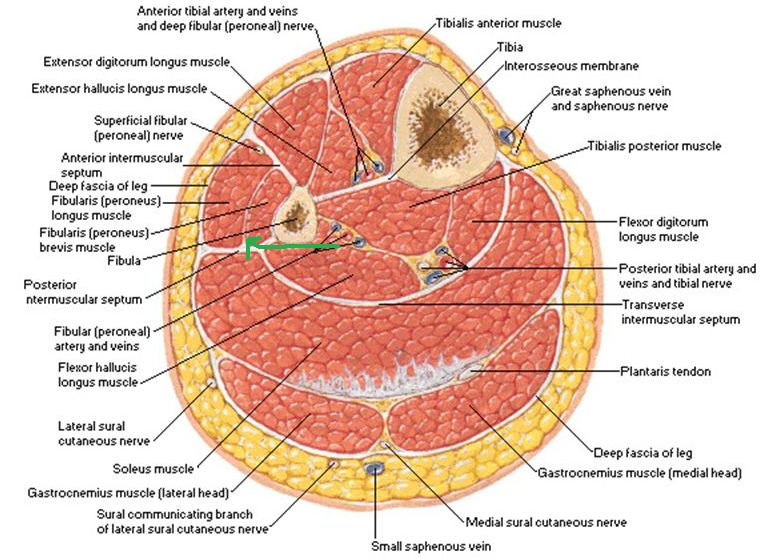 Anterior tibial artery and veins
and deep fibular (peroneal) nerve
Tibialis anterior muscle
Tibia
Interosseous membrane
Great saphenous vein
and saphenous nerve
Tibialis posterior muscle
Flexor digitorum
longus muscle
Posterior tibial artery and
veins and tibial nerve
Transverse
intermuscular septum
Plantaris tendon
Deep fascia of leg
Gastrocnemius muscle (medial head)
Medial sural cutaneous nerve
Small saphenous vein
Extensor digitorum longus muscle
Extensor hallucis longus muscle
Superficial fibular
(peroneal) nerve
Anterior intermuscular
septum
Deep fascia of leg
Fibularis (peroneus)
longus muscle
Fibularis (peroneus)
brevis muscle
Fibula
Posterior
ntermuscular septum
Fibular (peroneal)
artery and veins
Flexor hallucis
longus muscle
Lateral sural
cutaneous nerve
Soleus muscle
Gastrocnemius muscle (lateral head)
Sural communicating branch
of lateral sural cutaneous nerve